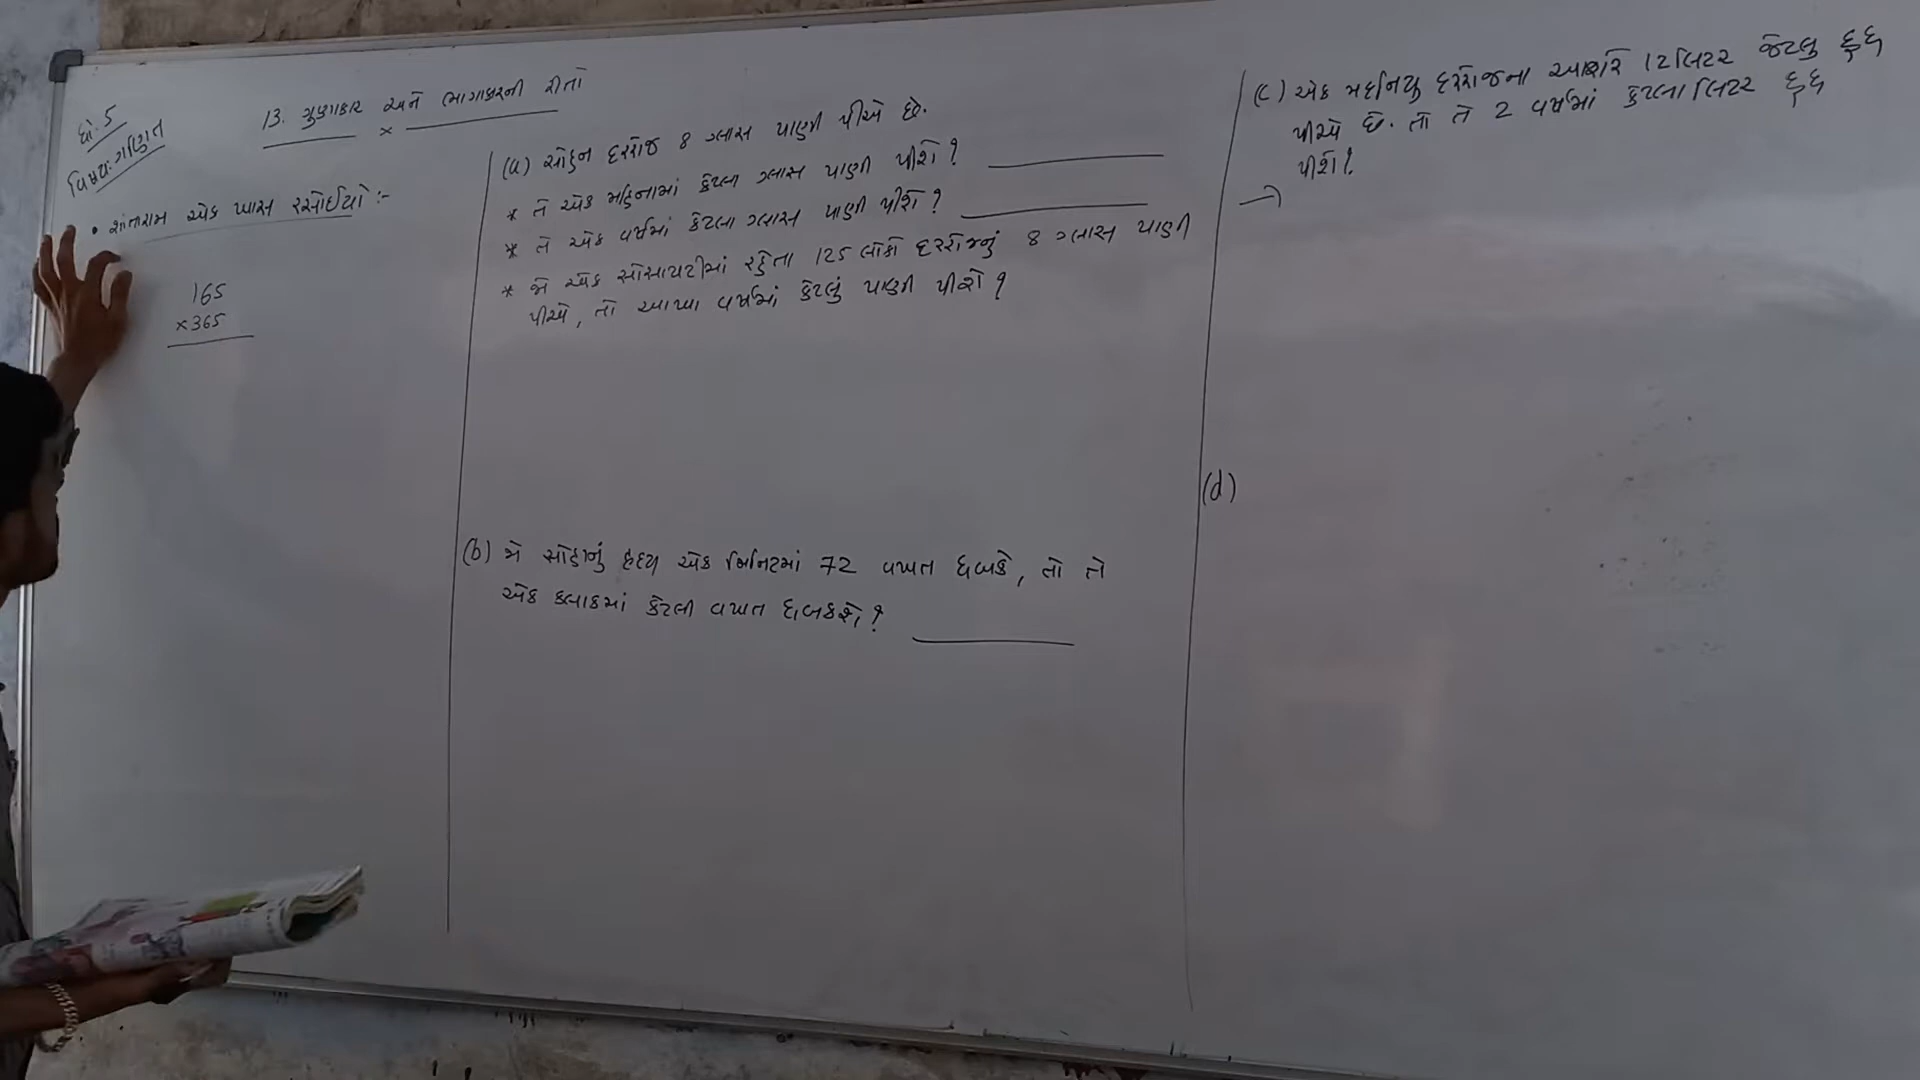 ધો. 5
વિષય: ગણિત
13. ગુણાકાર અને ભાગાકારની રીતો
×
• શાંતારામ એક ખાસ રસોઈયો :-
165
×365
(a) સોહન દરરોજ 8 ગ્લાસ પાણી પીએ છે.
* તે એક મહિનામાં કેટલા ગ્લાસ પાણી પીશે ?
* તે એક વર્ષમાં કેટલા ગ્લાસ પાણી પીશે ?
* જો એક સોસાયટીમાં રહેતા 125 લોકો દરરોજનું 8 ગ્લાસ પાણી
પીએ, તો આખા વર્ષમાં કેટલું પાણી પીશે ?
(b) જો સોહાનું હૃદય એક મિનિટમાં 72 વખત ધબકે, તો તે
એક કલાકમાં કેટલી વખત ધબકશે, ?
(c) એક મદનિયુ દરરોજના આશરે 12 લિટર જેટલુ દૂધ
પીએ છે. તો તે 2 વર્ષમાં કેટલા લિટર દૂધ
પીશે ?
→
(d)